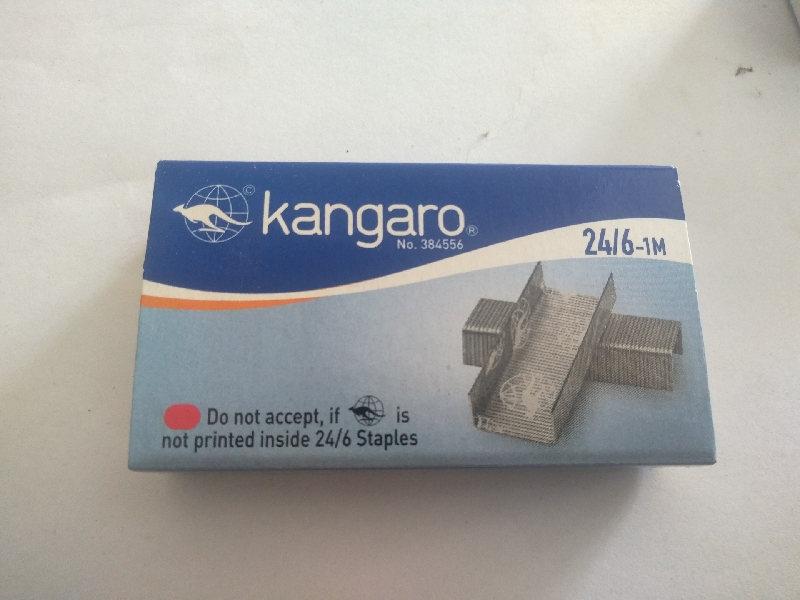 ©
kangaro®
No. 384556
24/6-1M
Do not accept, if is
not printed inside 24/6 Staples